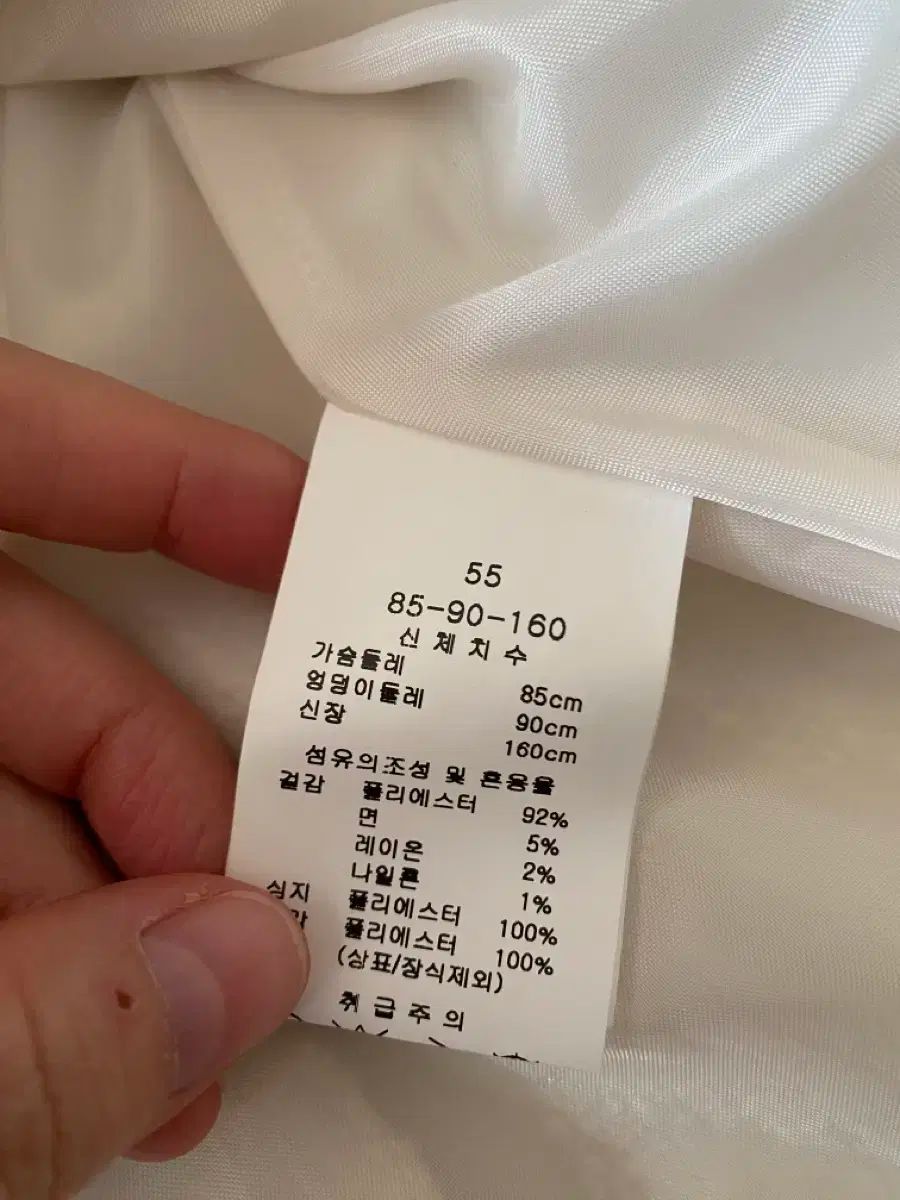 55
85-90-160
신체치수
가슴둘레 85cm
엉덩이둘레 90cm
신장 160cm
섬유의조성 및 혼용율
겉감 폴리에스터 92%
면 5%
레이온 2%
나일론 1%
심지 폴리에스터 100%
폴리에스터 100%
(상표/장식제외)
취급주의